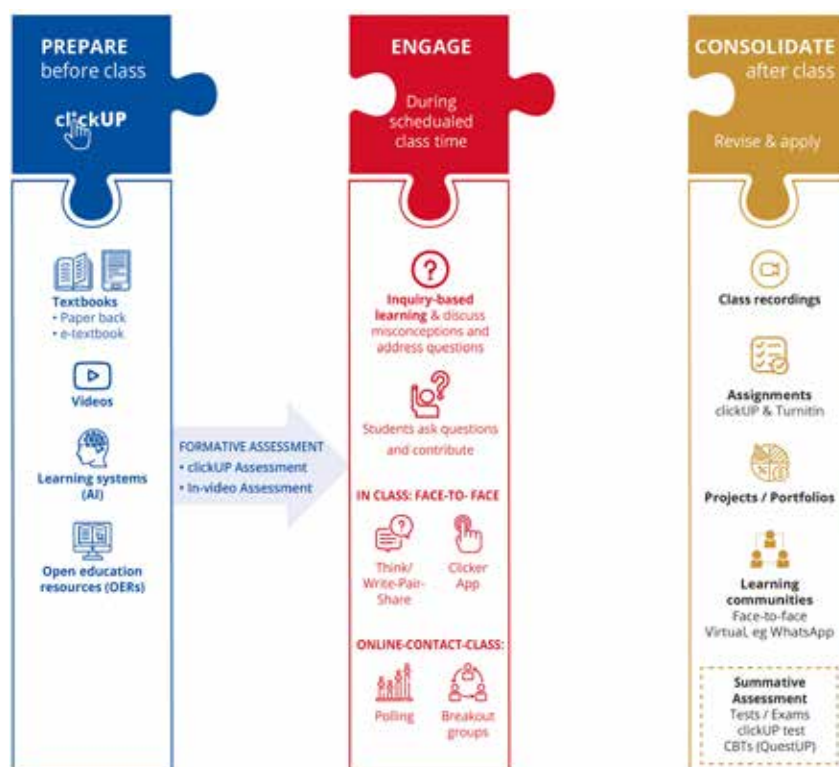 PREPARE
before class
clickUP
Textbooks
• Paper back
• e-textbook
Videos
Learning systems
(AI)
Open education
resources (OERs)
FORMATIVE ASSESSMENT
• clickUP Assessment
• In-video Assessment
ENGAGE
During
schedualed
class time
Inquiry-based
learning & discuss
misconceptions and
address questions
Students ask questions
and contribute
IN CLASS: FACE-TO- FACE
Think/
Write-Pair-
Share
Clicker
App
ONLINE-CONTACT-CLASS:
Polling
Breakout
groups
CONSOLIDATE
after class
Revise & apply
Class recordings
Assignments
clickUP & Turnitin
Projects / Portfolios
Learning
communities
Face-to-face
Virtual, eg WhatsApp
Summative
Assessment
Tests / Exams
clickUP test
CBTs (QuestUP)